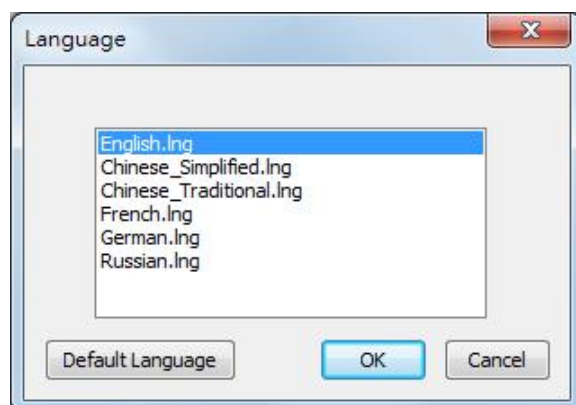 Language
English.lng
Chinese_Simplified.lng
Chinese_Traditional.lng
French.lng
German.lng
Russian.lng
Default Language
OK
Cancel